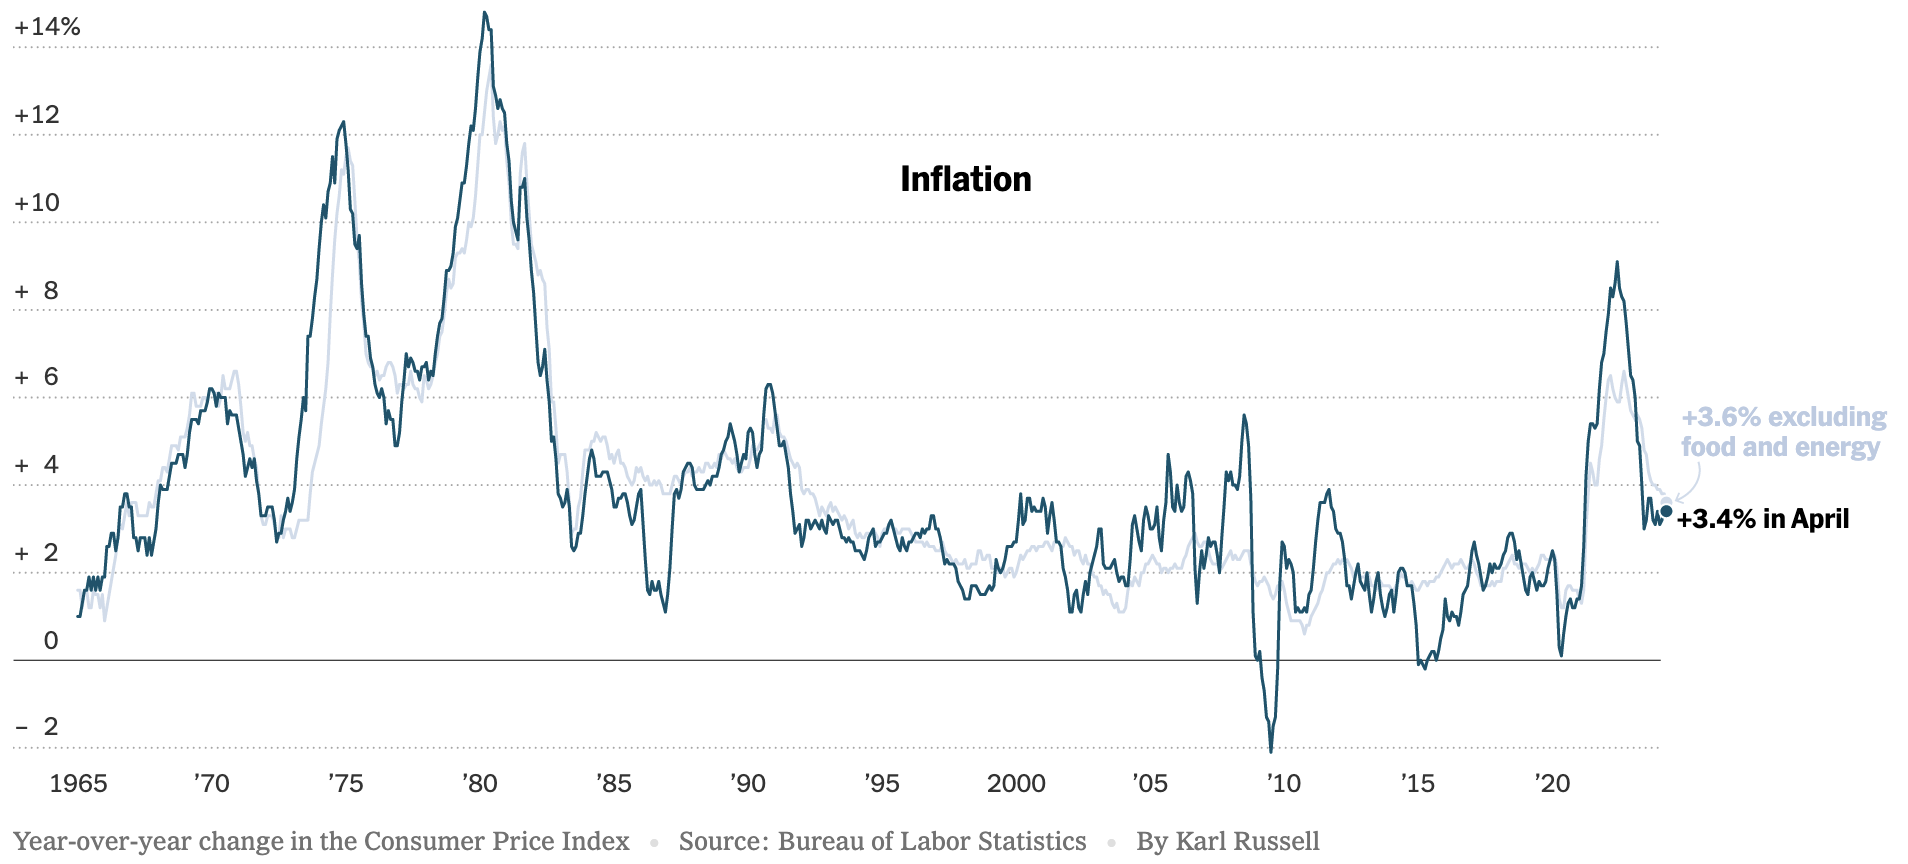 +14%
+12
+10
+ 8
+ 6
+ 4
+ 2
0
– 2
Inflation
+3.6% excluding
food and energy
+3.4% in April
1965 ’70 ’75 ’80 ’85 ’90 ’95 2000 ’05 ’10 ’15 ’20
Year-over-year change in the Consumer Price Index • Source: Bureau of Labor Statistics • By Karl Russell